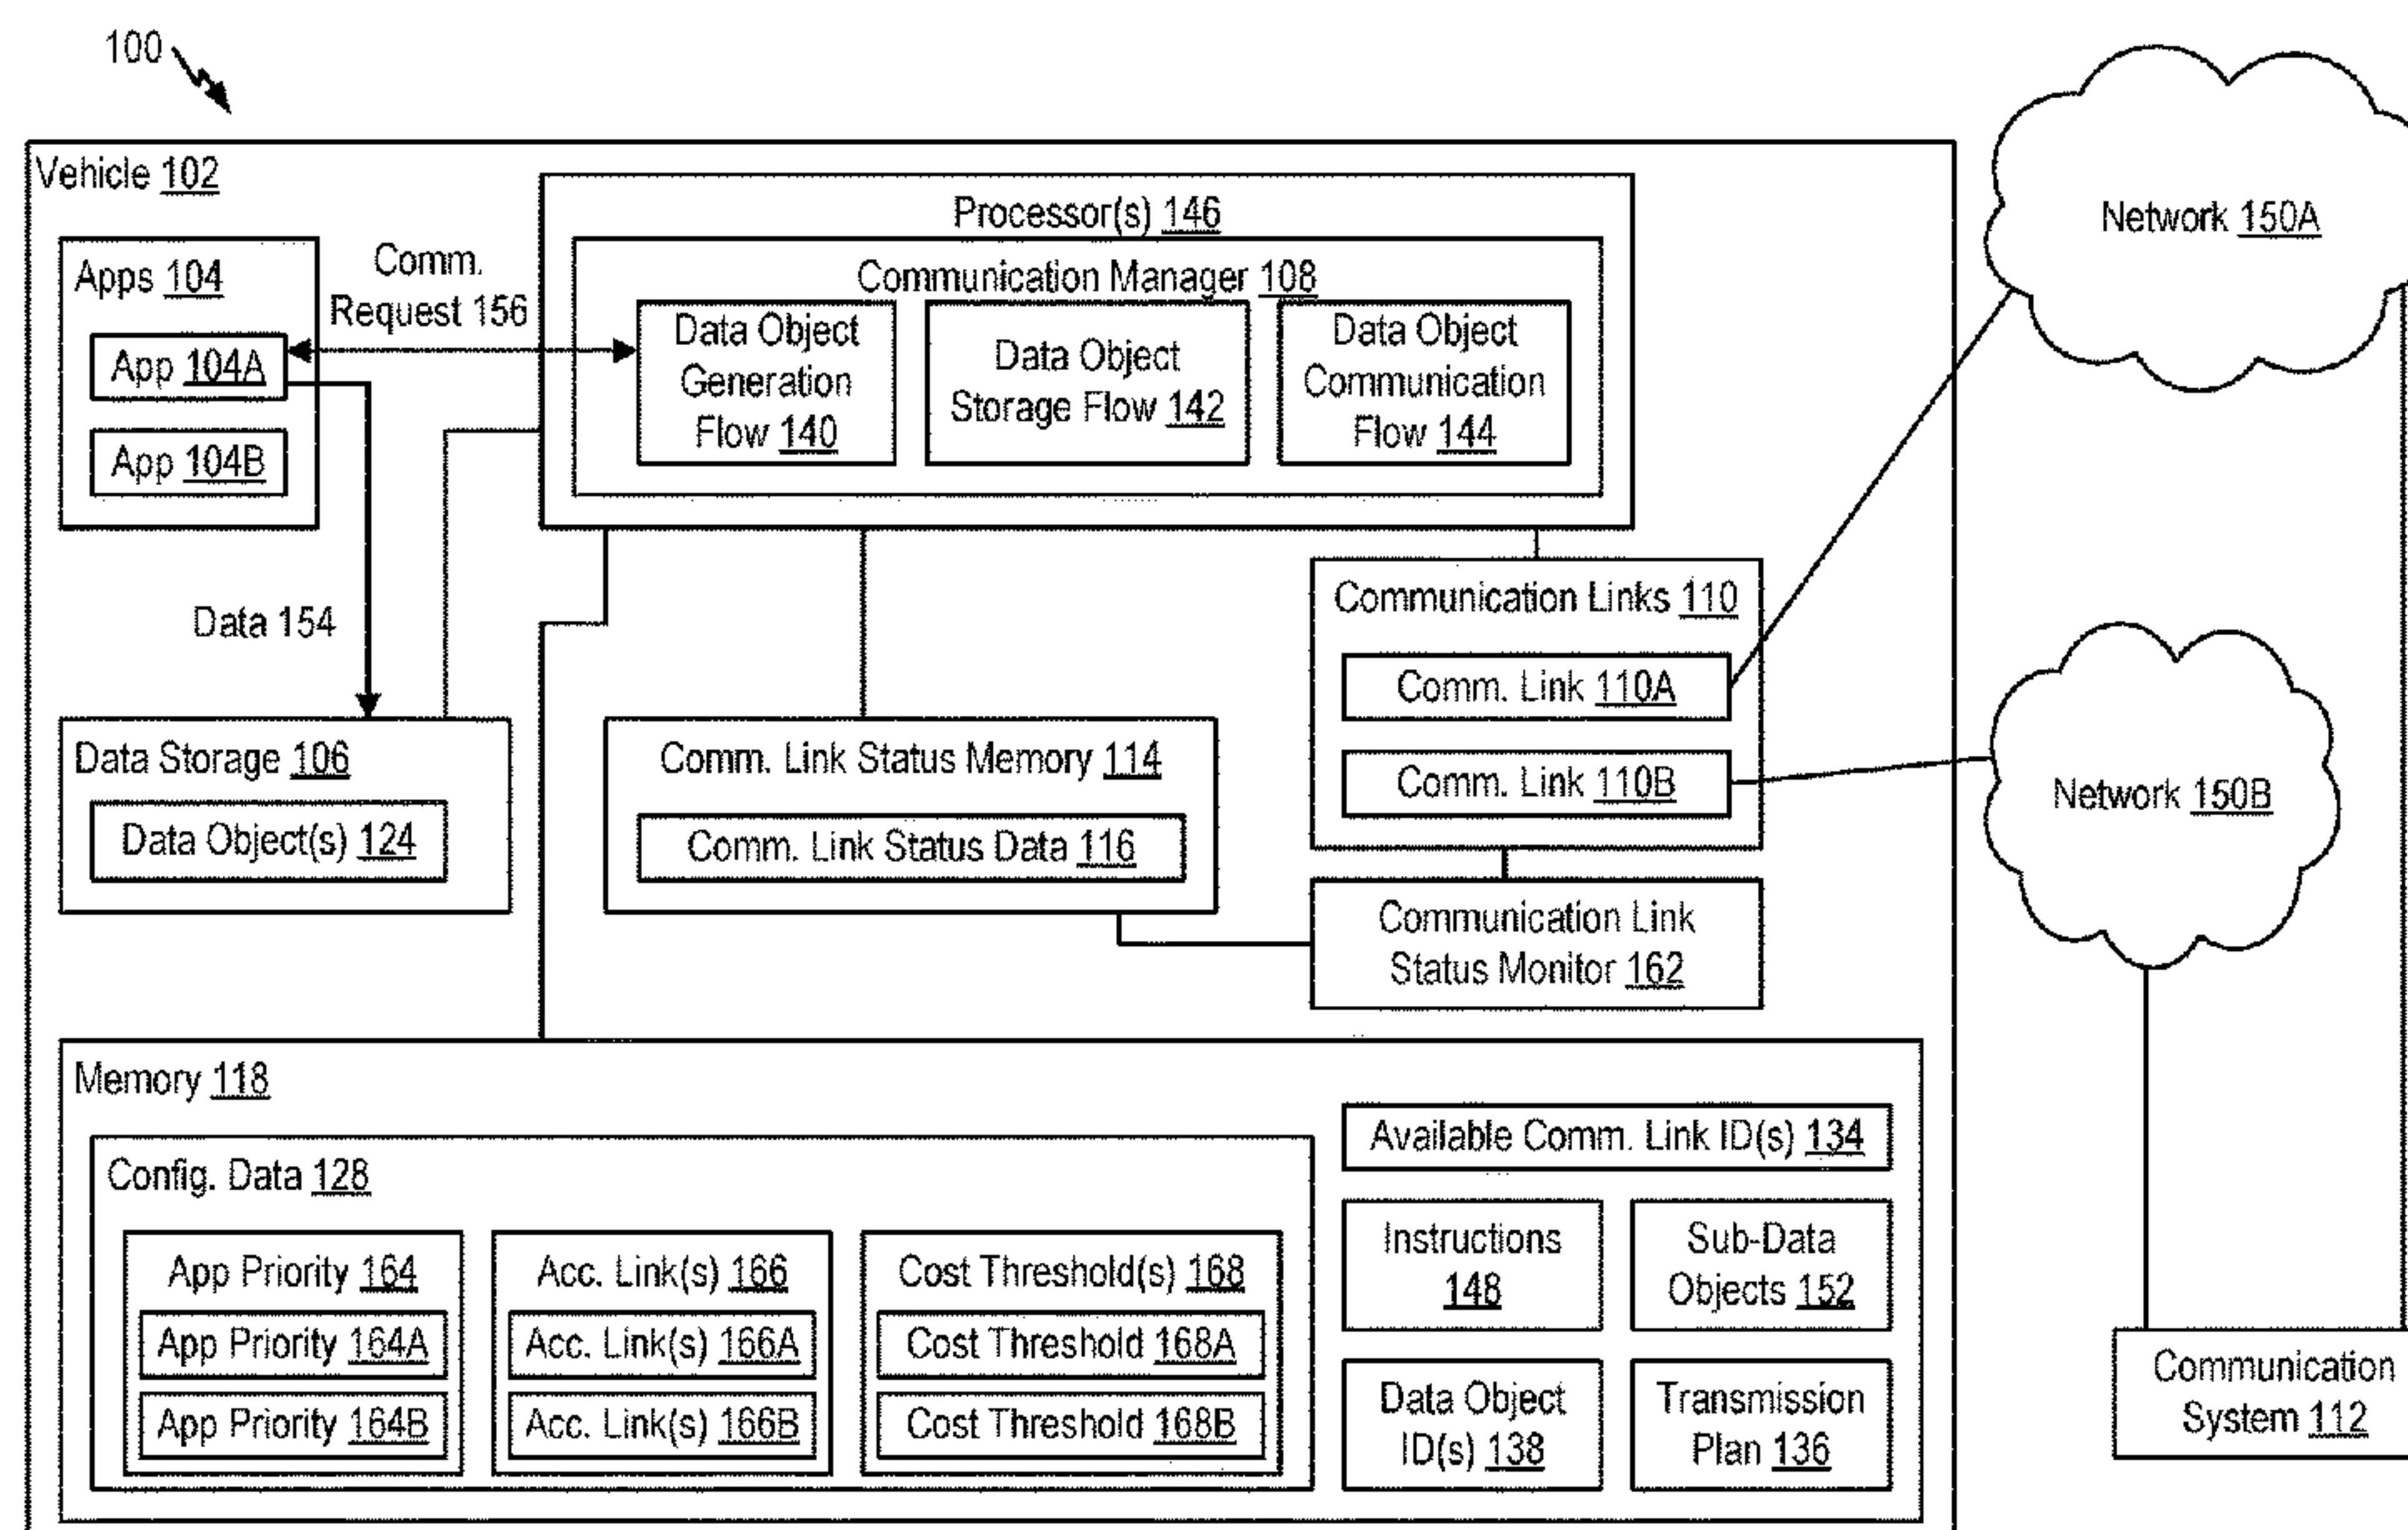 100
Vehicle 102
Processor(s) 146
Communication Manager 108
Apps 104
App 104A
App 104B
Comm.
Request 156
Data Object
Generation
Flow 140
Data Object
Storage Flow 142
Data Object
Communication
Flow 144
Network 150A
Data 154
Communication Links 110
Comm. Link 110A
Comm. Link 110B
Data Storage 106
Data Object(s) 124
Comm. Link Status Memory 114
Comm. Link Status Data 116
Network 150B
Communication Link
Status Monitor 162
Memory 118
Config. Data 128
App Priority 164
App Priority 164A
App Priority 164B
Acc. Link(s) 166
Acc. Link(s) 166A
Acc. Link(s) 166B
Cost Threshold(s) 168
Cost Threshold 168A
Cost Threshold 168B
Available Comm. Link ID(s) 134
Instructions
148
Sub-Data
Objects 152
Data Object
ID(s) 138
Transmission
Plan 136
Communication
System 112